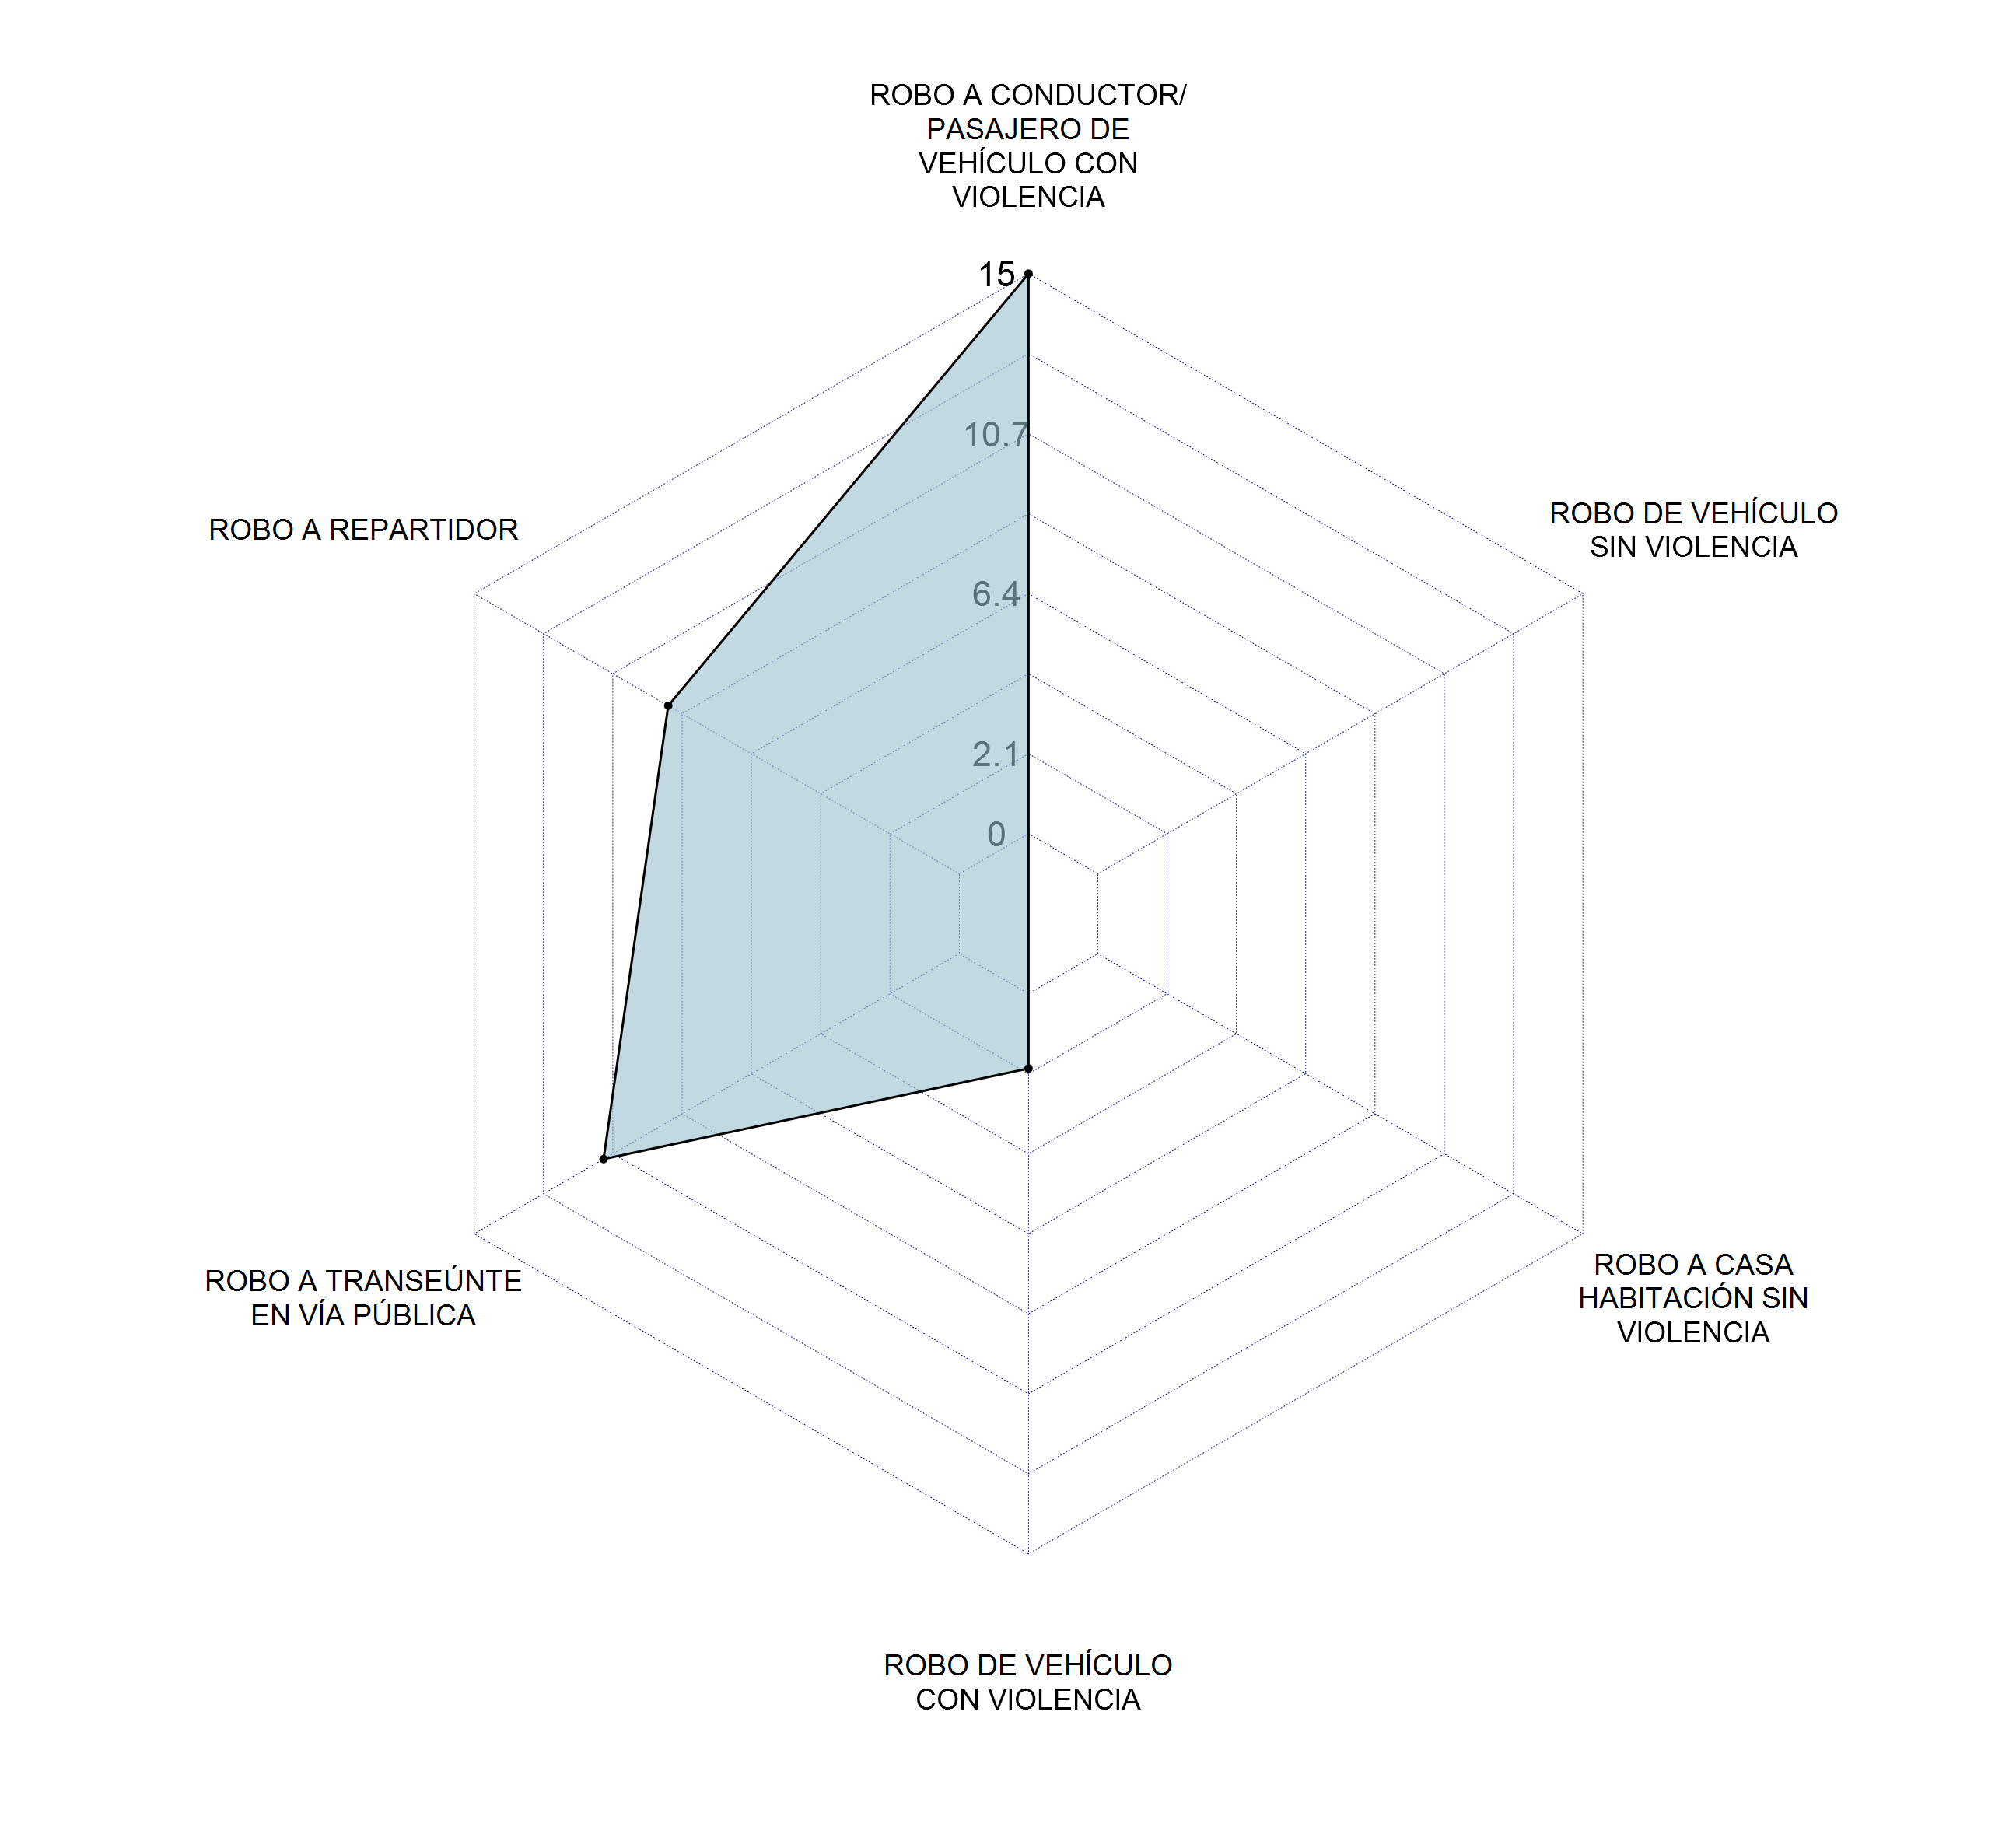 ROBO A CONDUCTOR/
PASAJERO DE
VEHÍCULO CON
VIOLENCIA
15
10.7
6.4
2.1
0
ROBO A REPARTIDOR
ROBO DE VEHÍCULO
SIN VIOLENCIA
ROBO A TRANSEÚNTE
EN VÍA PÚBLICA
ROBO A CASA
HABITACIÓN SIN
VIOLENCIA
ROBO DE VEHÍCULO
CON VIOLENCIA